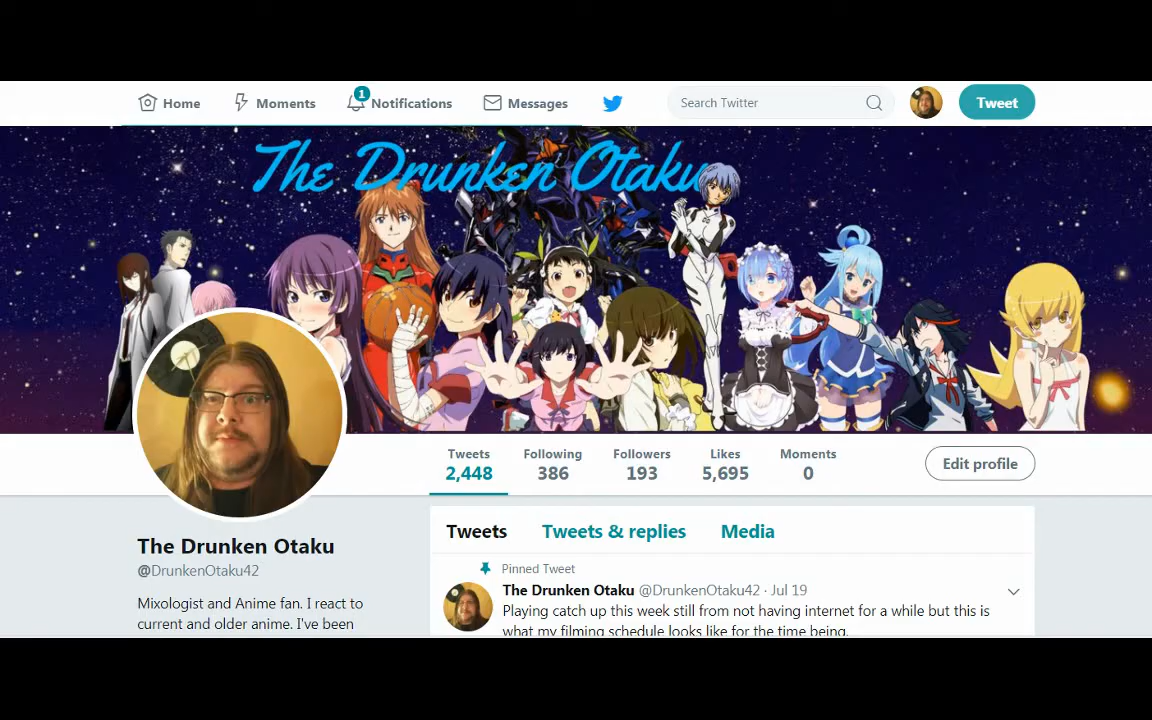 Home
Moments
1
Notifications
Messages
Search Twitter
Tweet
The Drunken Otaku
Tweets
2,448
Following
386
Followers
193
Likes
5,695
Moments
0
Edit profile
The Drunken Otaku
@DrunkenOtaku42
Mixologist and Anime fan. I react to
current and older anime. I've been
Tweets
Tweets & replies
Media
Pinned Tweet
The Drunken Otaku @DrunkenOtaku42 · Jul 19
Playing catch up this week still from not having internet for a while but this is
what my filming schedule looks like for the time being.